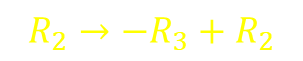 R₂ → −R₃ + R₂